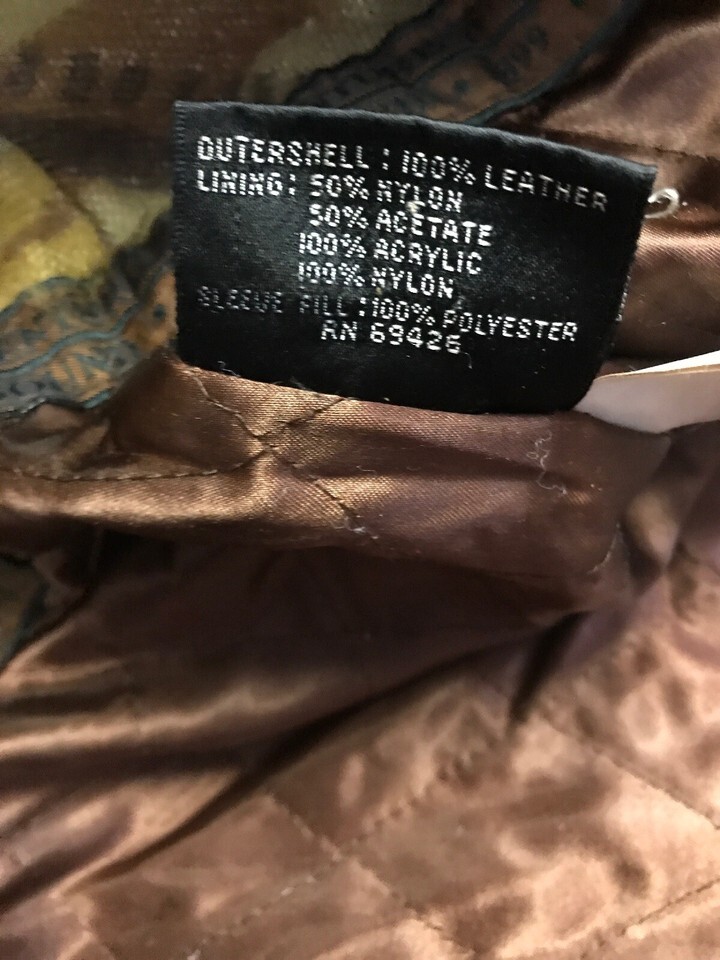 OUTERSHELL : 100% LEATHER
LINING: 50% NYLON
50% ACETATE
100% ACRYLIC
100% NYLON
SLEEVE FILL :100% POLYESTER
RN 69426